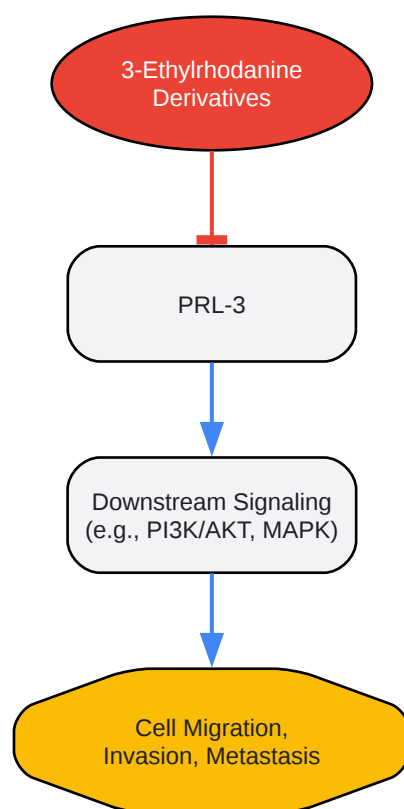 3-Ethylrhodanine
Derivatives
PRL-3
Downstream Signaling
(e.g., PI3K/AKT, MAPK)
Cell Migration,
Invasion, Metastasis